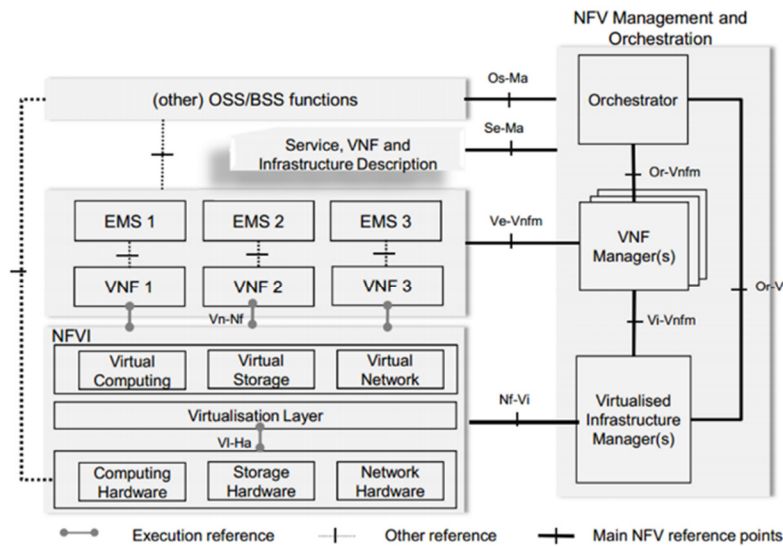 NFV Management and
Orchestration
Os-Ma
(other) OSS/BSS functions
Orchestrator
Se-Ma
Service, VNF and
Infrastructure Description
Or-Vnfm
EMS 1
EMS 2
EMS 3
Ve-Vnfm
VNF
Manager(s)
VNF 1
VNF 2
VNF 3
Or-V
Vn-Nf
Vi-Vnfm
NFVI
Virtual
Computing
Virtual
Storage
Virtual
Network
Nf-Vi
Virtualised
Infrastructure
Manager(s)
Virtualisation Layer
VI-Ha
Computing
Hardware
Storage
Hardware
Network
Hardware
Execution reference
Other reference
Main NFV reference points